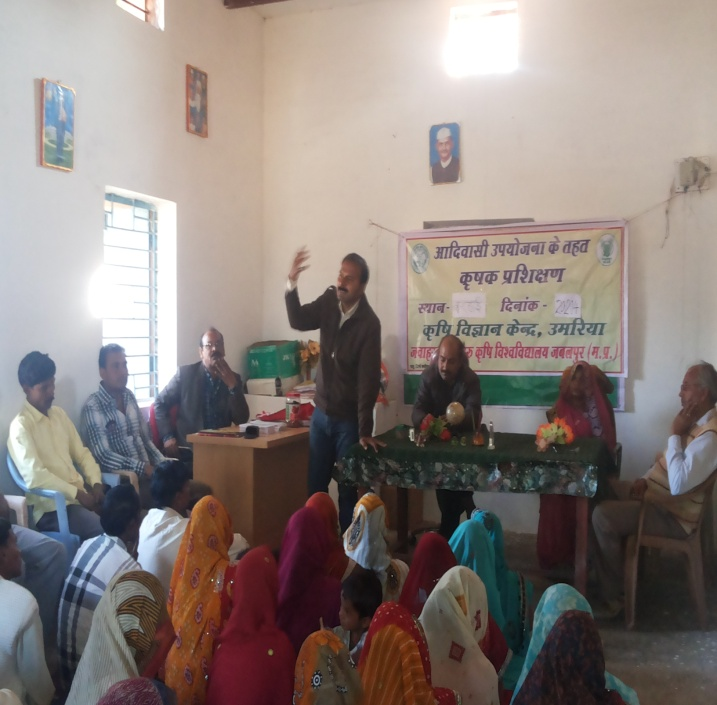 आदिवासी उपयोजना के तहत
कृषक प्रशिक्षण
स्थान- दिनांक -
कृषि विज्ञान केन्द्र, उमरिया
कृषि विश्वविद्यालय जबलपुर (म.प्र.)